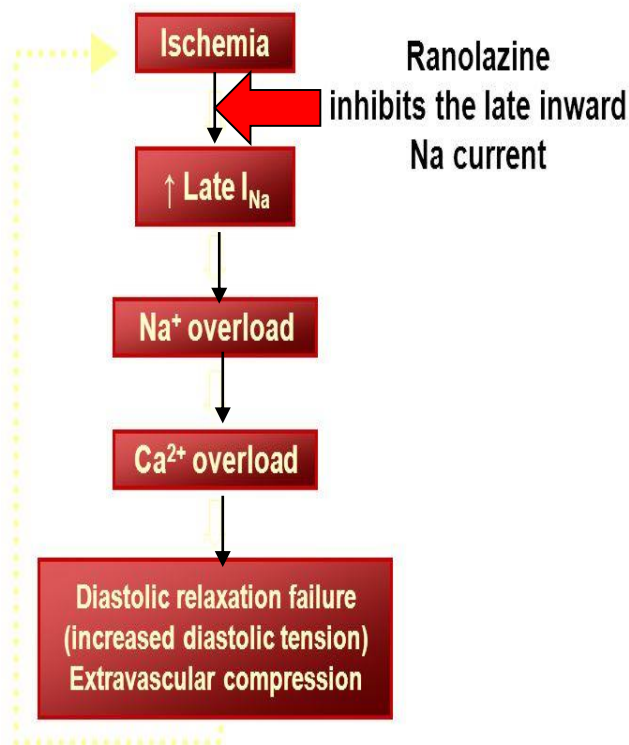 Ischemia
Ranolazine
inhibits the late inward
Na current
↑ Late I_Na
Na⁺ overload
Ca²⁺ overload
Diastolic relaxation failure
(increased diastolic tension)
Extravascular compression